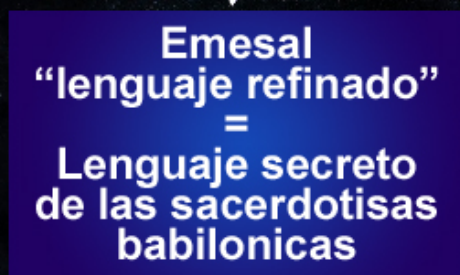 Emesal
“lenguaje refinado”
=
Lenguaje secreto
de las sacerdotisas
babilonicas